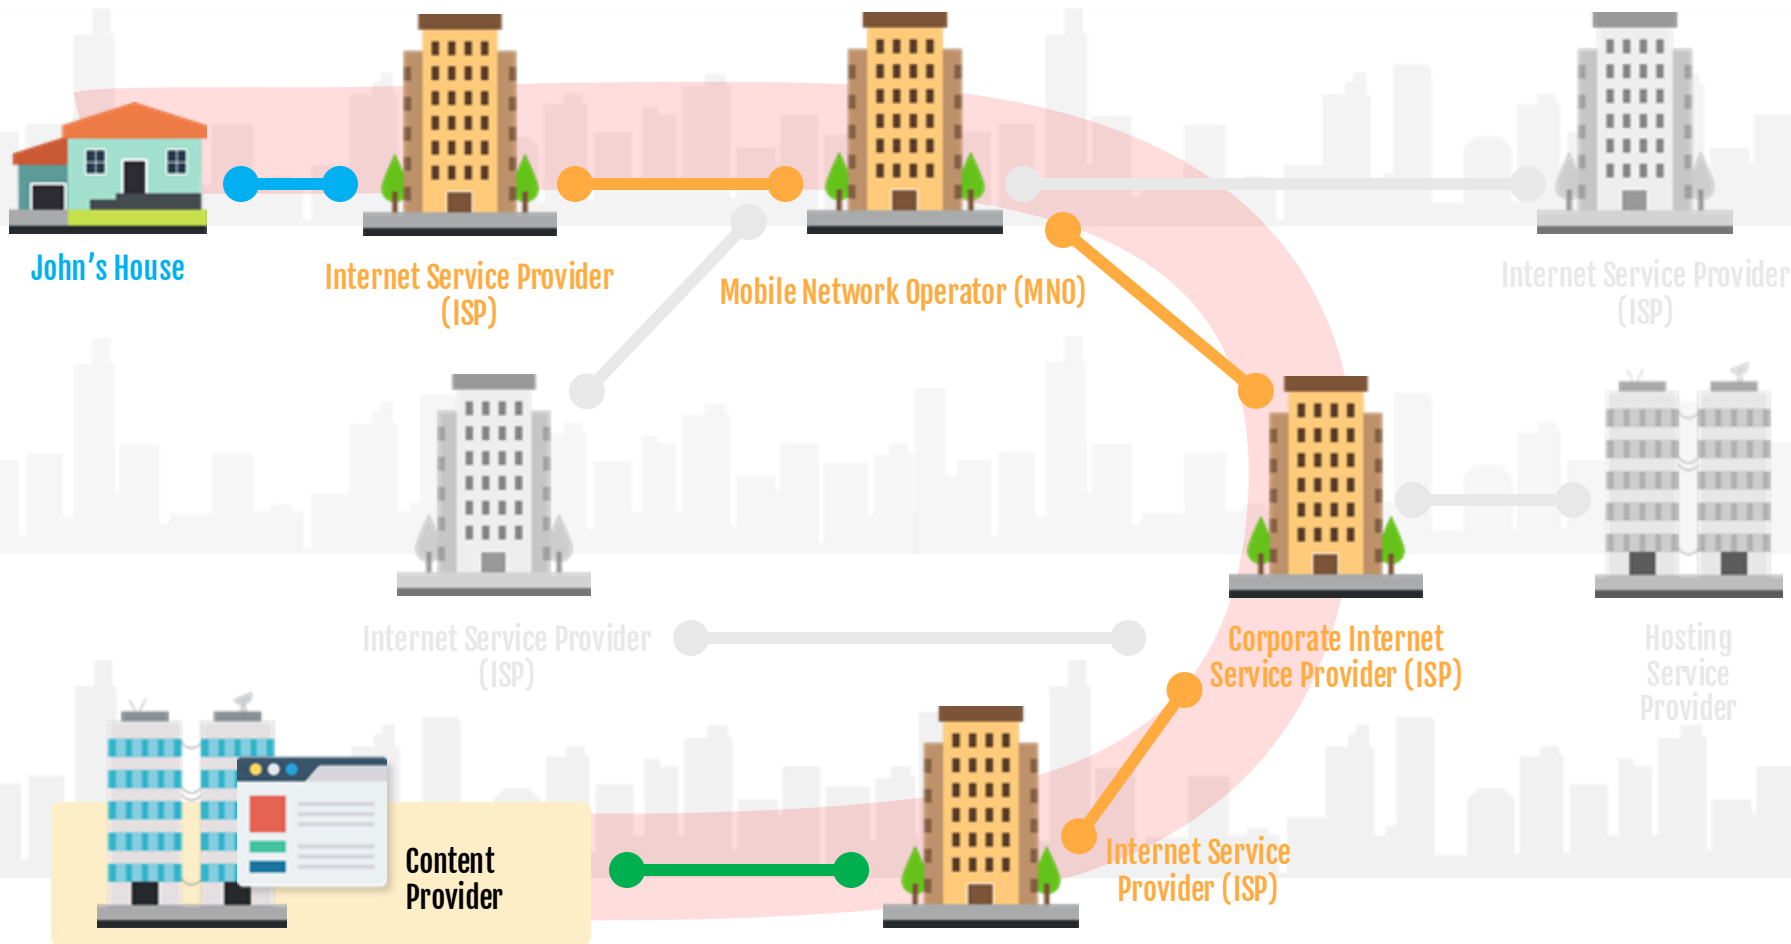 John's House
Internet Service Provider
(ISP)
Mobile Network Operator (MNO)
Internet Service Provider
(ISP)
Internet Service Provider
(ISP)
Corporate Internet
Service Provider (ISP)
Hosting
Service
Provider
Content
Provider
Internet Service
Provider (ISP)